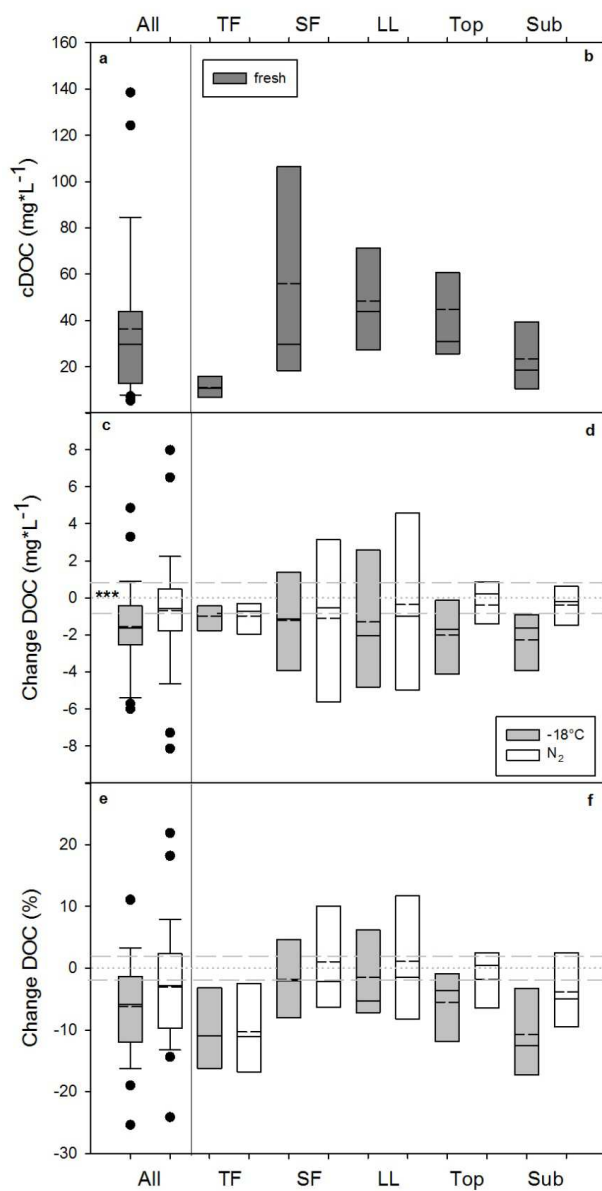 All TF SF LL Top Sub
160
140
120
100
80
60
40
20
cDOC (mg*L⁻¹)
a
b
fresh
8
6
4
2
0
-2
-4
-6
-8
Change DOC (mg*L⁻¹)
c
d
***
-18°C
N₂
20
10
0
-10
-20
-30
Change DOC (%)
e
f
All TF SF LL Top Sub